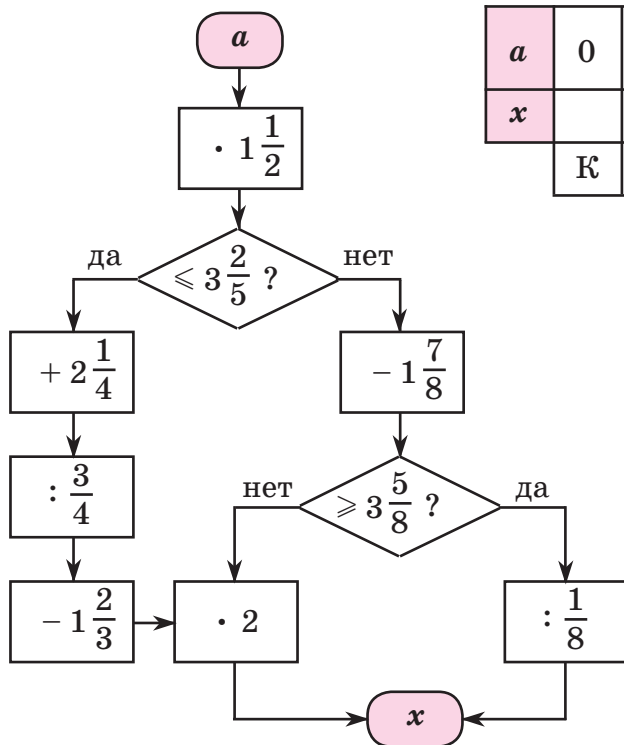 a
· 1 1/2
⩽ 3 2/5 ?
да
нет
+ 2 1/4
: 3/4
− 1 2/3
− 1 7/8
⩾ 3 5/8 ?
нет
да
· 2
: 1/8
x
a 0
x
К